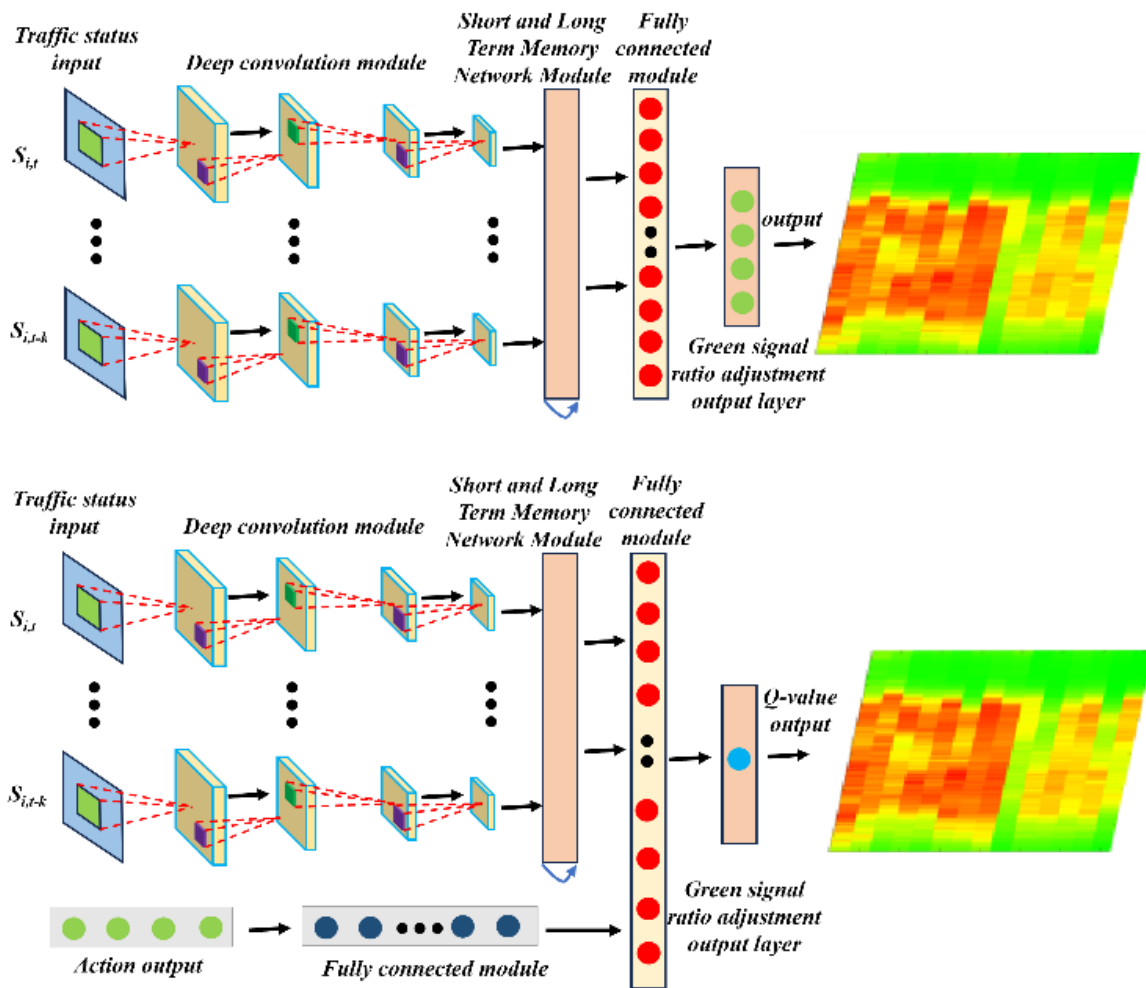 Traffic status
input
Deep convolution module
Short and Long
Term Memory
Network Module
Fully
connected
module
S_{i,t}
S_{i,t-k}
output
Green signal
ratio adjustment
output layer
Traffic status
input
Deep convolution module
Short and Long
Term Memory
Network Module
Fully
connected
module
S_{i,t}
S_{i,t-k}
Q-value
output
Green signal
ratio adjustment
output layer
Action output
Fully connected module